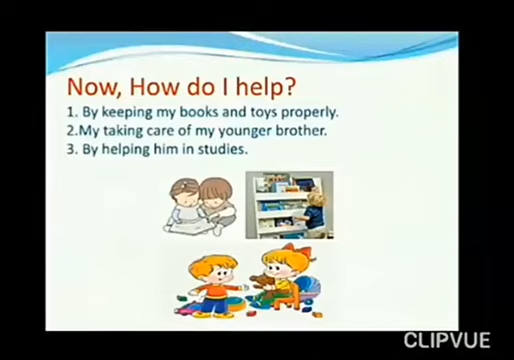 Now, How do I help?
1. By keeping my books and toys properly.
2.My taking care of my younger brother.
3. By helping him in studies.
CLIPVUE